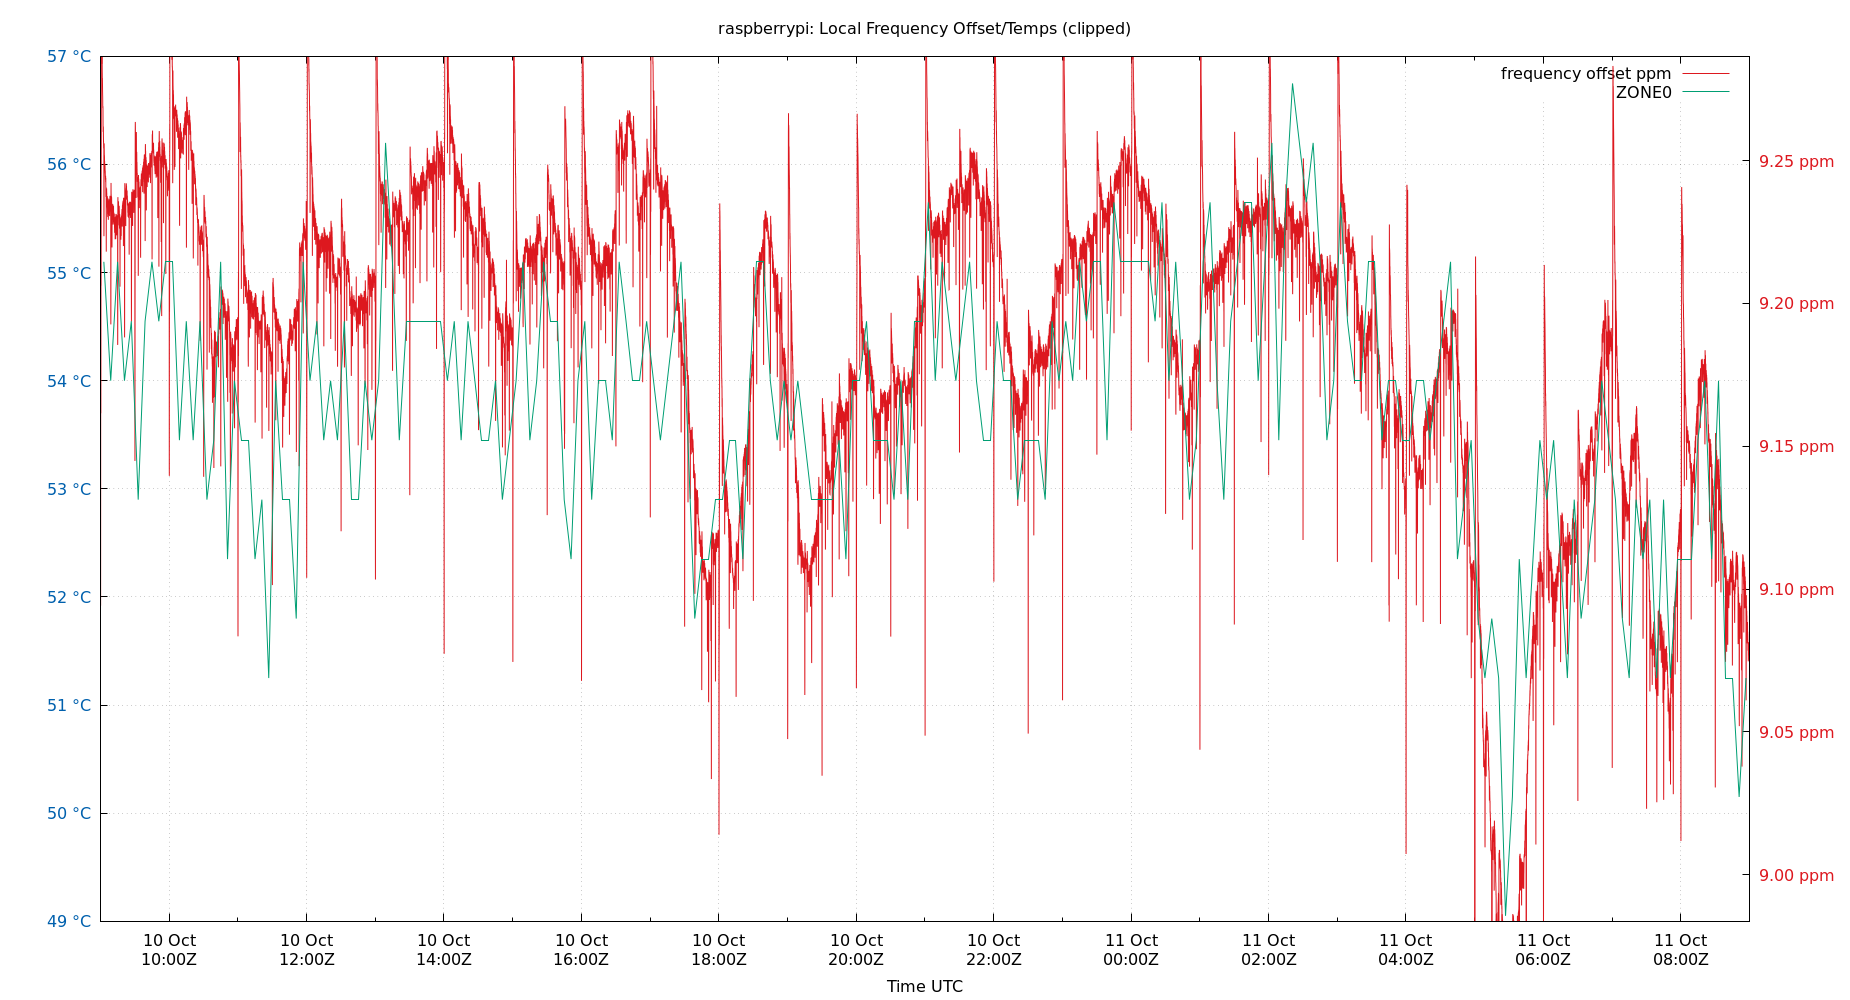 raspberrypi: Local Frequency Offset/Temps (clipped)
frequency offset ppm
ZONE0
57 °C
56 °C
55 °C
54 °C
53 °C
52 °C
51 °C
50 °C
49 °C
9.25 ppm
9.20 ppm
9.15 ppm
9.10 ppm
9.05 ppm
9.00 ppm
10 Oct
10:00Z
10 Oct
12:00Z
10 Oct
14:00Z
10 Oct
16:00Z
10 Oct
18:00Z
10 Oct
20:00Z
10 Oct
22:00Z
11 Oct
00:00Z
11 Oct
02:00Z
11 Oct
04:00Z
11 Oct
06:00Z
11 Oct
08:00Z
Time UTC